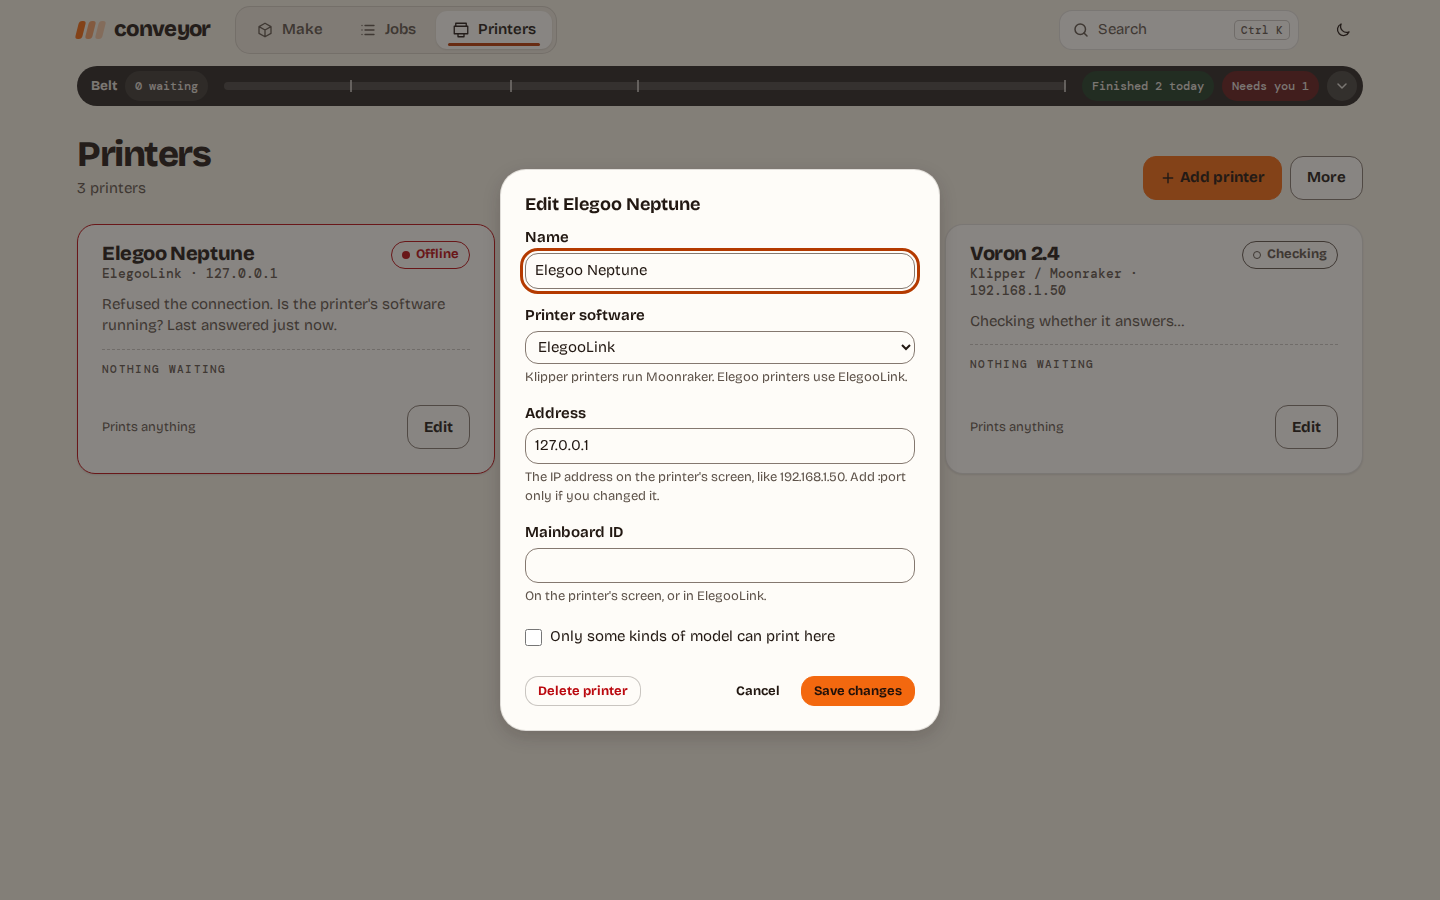 conveyor
Make
Jobs
Printers
Search
Ctrl K
Belt
0 waiting
Finished 2 today
Needs you 1
Printers
3 printers
+ Add printer
More
Elegoo Neptune
Offline
ElegooLink · 127.0.0.1
Refused the connection. Is the printer's software
running? Last answered just now.
NOTHING WAITING
Prints anything
Edit
Edit Elegoo Neptune
Name
Elegoo Neptune
Printer software
ElegooLink
Klipper printers run Moonraker. Elegoo printers use ElegooLink.
Address
127.0.0.1
The IP address on the printer's screen, like 192.168.1.50. Add :port
only if you changed it.
Mainboard ID
On the printer's screen, or in ElegooLink.
Only some kinds of model can print here
Delete printer
Cancel
Save changes
Voron 2.4
Checking
Klipper / Moonraker ·
192.168.1.50
Checking whether it answers…
NOTHING WAITING
Prints anything
Edit